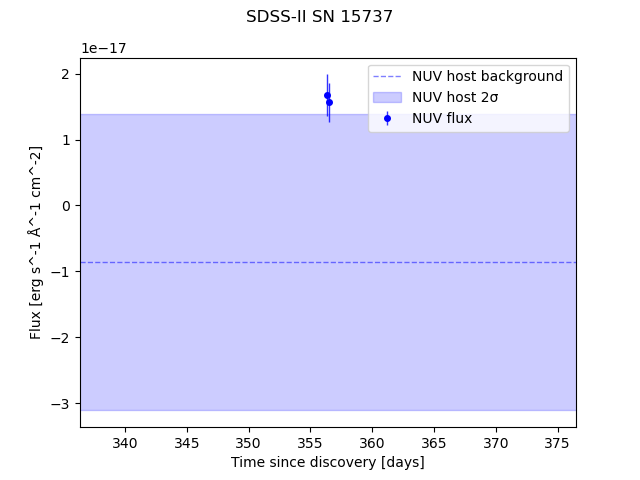 SDSS-II SN 15737
1e−17
NUV host background
NUV host 2σ
NUV flux
2
1
0
−1
−2
−3
Flux [erg s^-1 Å^-1 cm^-2]
340 345 350 355 360 365 370 375
Time since discovery [days]